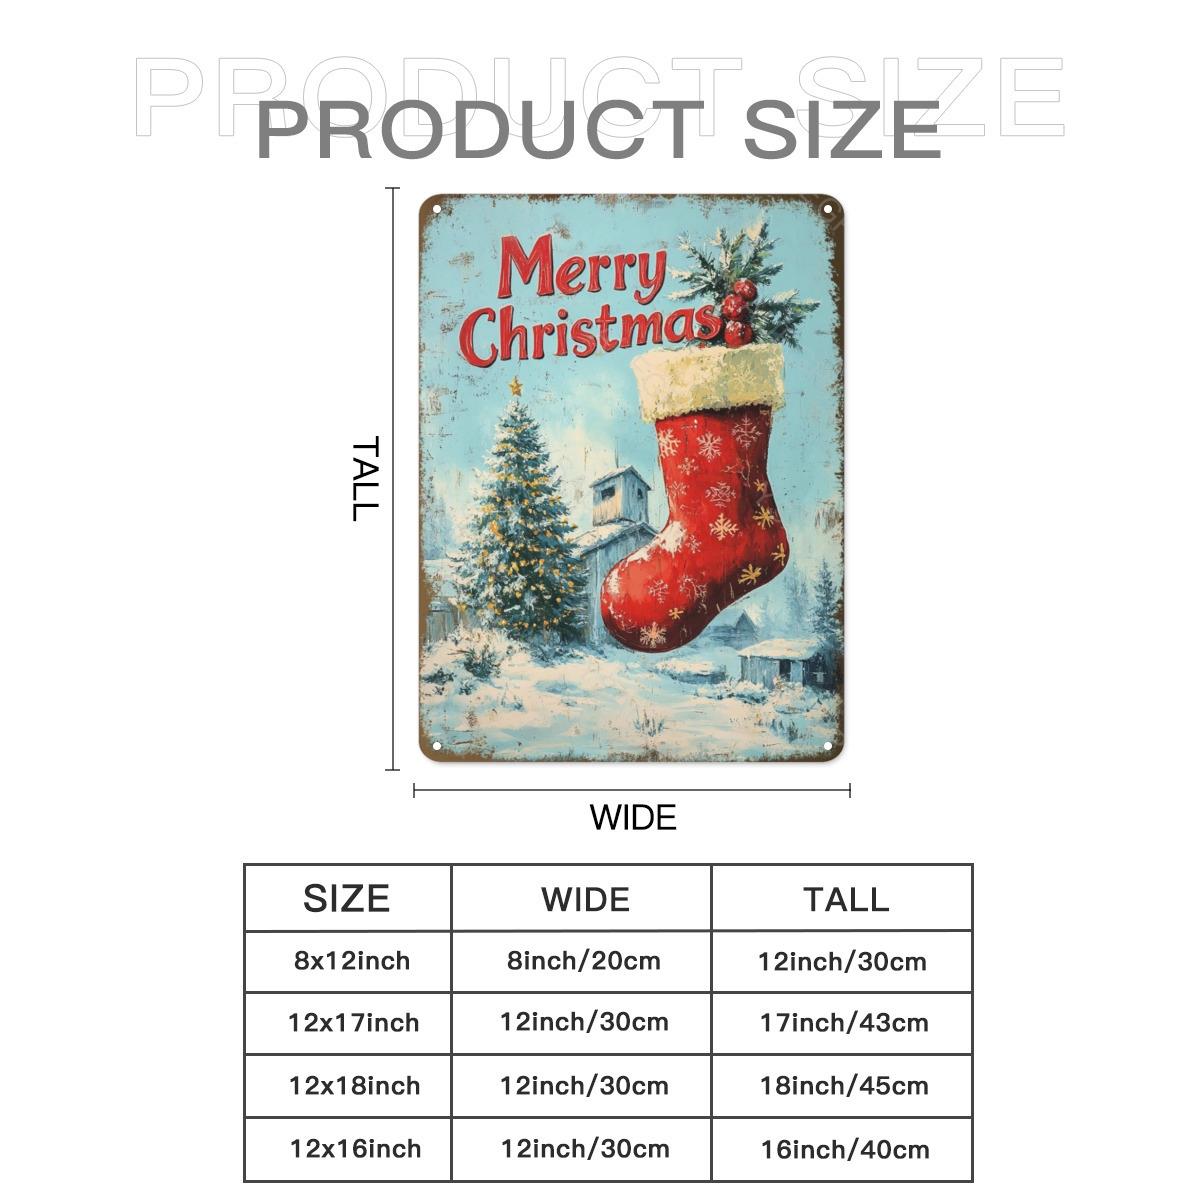 PRODUCT SIZE
PRODUCT SIZE
Merry
Christmas
TALL
WIDE
SIZE WIDE TALL
8x12inch 8inch/20cm 12inch/30cm
12x17inch 12inch/30cm 17inch/43cm
12x18inch 12inch/30cm 18inch/45cm
12x16inch 12inch/30cm 16inch/40cm